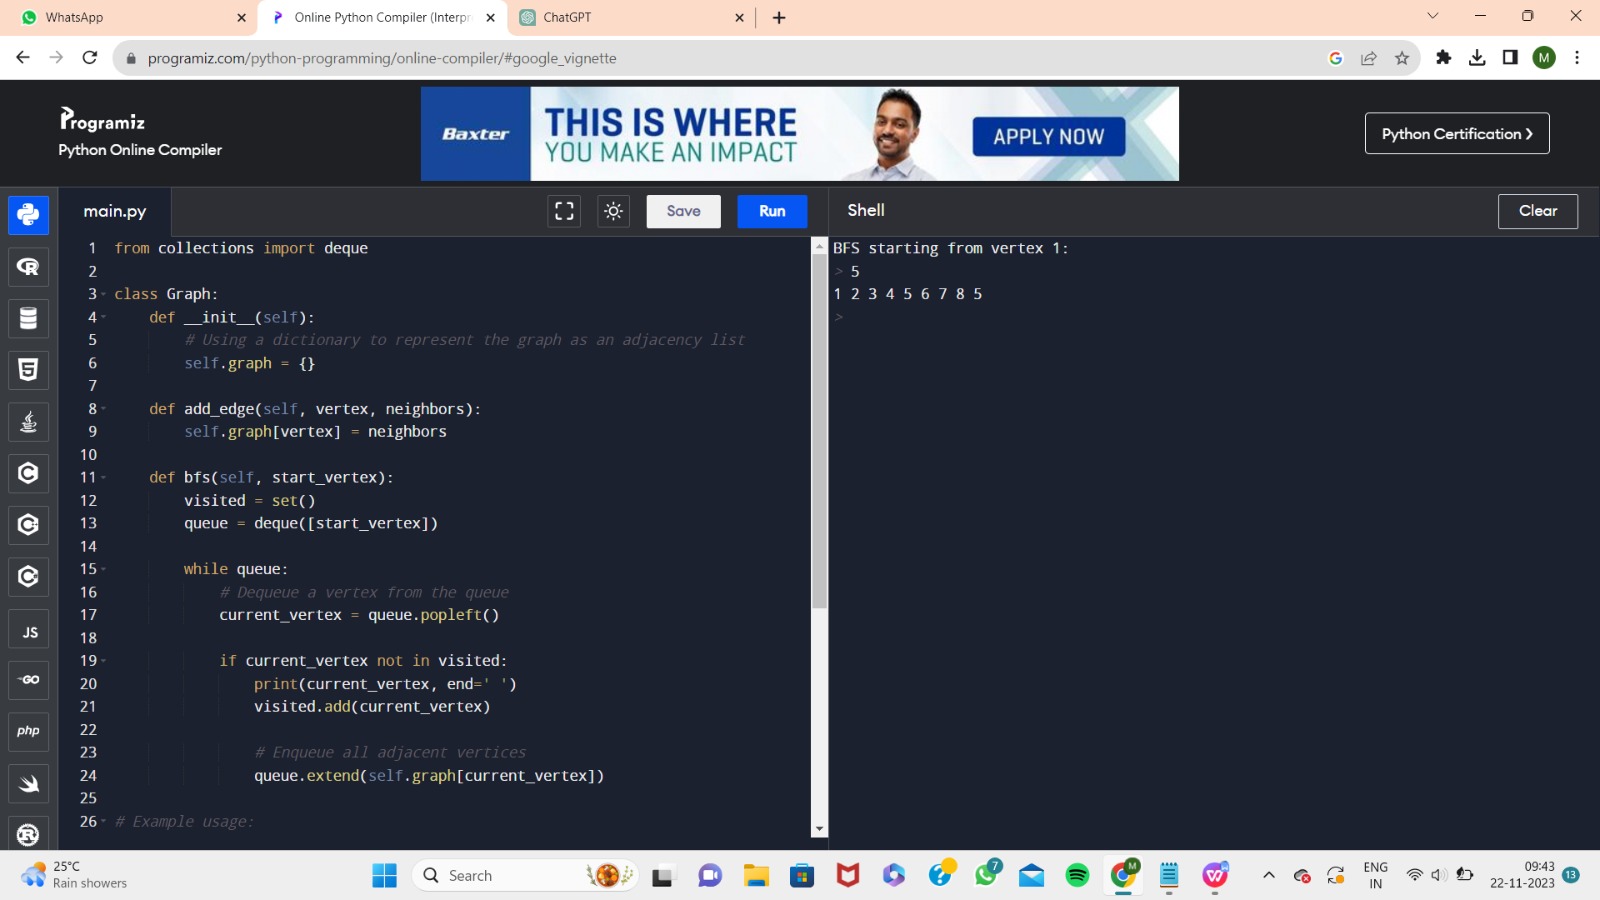 WhatsApp
Online Python Compiler (Interpr
ChatGPT
programiz.com/python-programming/online-compiler/#google_vignette
M
Programiz
Python Online Compiler
Baxter
THIS IS WHERE
YOU MAKE AN IMPACT
APPLY NOW
Python Certification ❯
main.py
Save
Run
Shell
Clear
1 from collections import deque
2
3 class Graph:
4 def __init__(self):
5 # Using a dictionary to represent the graph as an adjacency list
6 self.graph = {}
7
8 def add_edge(self, vertex, neighbors):
9 self.graph[vertex] = neighbors
10
11 def bfs(self, start_vertex):
12 visited = set()
13 queue = deque([start_vertex])
14
15 while queue:
16 # Dequeue a vertex from the queue
17 current_vertex = queue.popleft()
18
19 if current_vertex not in visited:
20 print(current_vertex, end=' ')
21 visited.add(current_vertex)
22
23 # Enqueue all adjacent vertices
24 queue.extend(self.graph[current_vertex])
25
26 # Example usage:
BFS starting from vertex 1:
> 5
1 2 3 4 5 6 7 8 5
>
R
5
C
C
C
JS
GO
php
R
25°C
Rain showers
Search
7
M
W
ENG
IN
09:43
22-11-2023
13